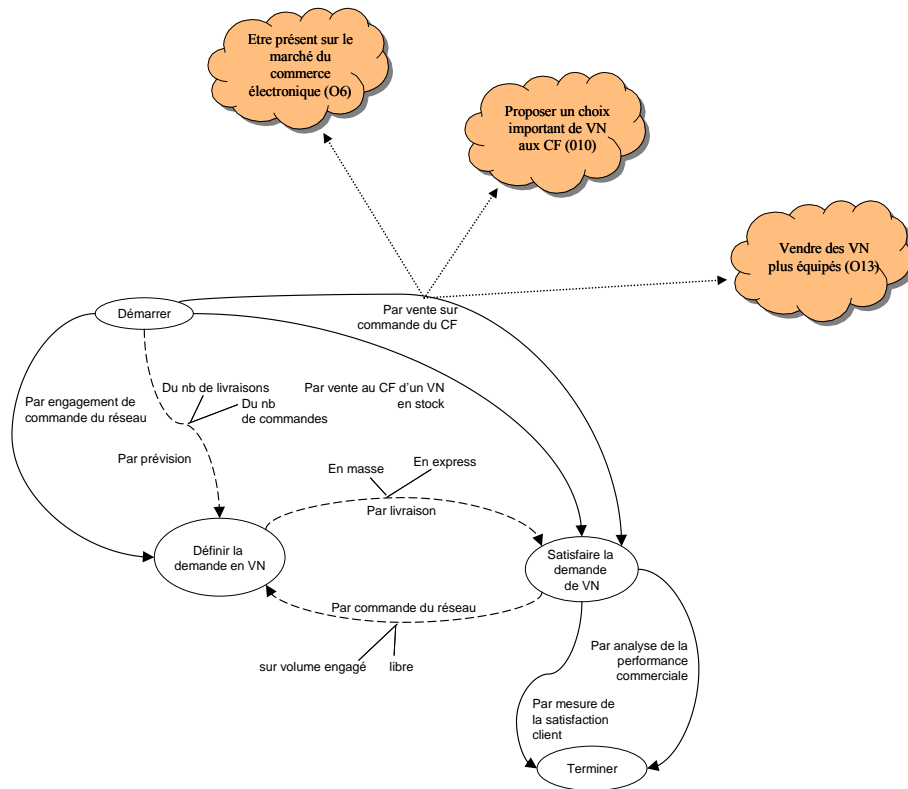 Etre présent sur le
marché du
commerce
électronique (O6)
Proposer un choix
important de VN
aux CF (010)
Vendre des VN
plus équipés (O13)
Démarrer
Par vente sur
commande du CF
Par engagement de
commande du réseau
Du nb de livraisons
Du nb
de commandes
Par vente au CF d'un VN
en stock
Par prévision
En masse
En express
Par livraison
Définir la
demande en VN
Satisfaire la
demande
de VN
Par commande du réseau
sur volume engagé
libre
Par analyse de la
performance
commerciale
Par mesure de
la satisfaction
client
Terminer